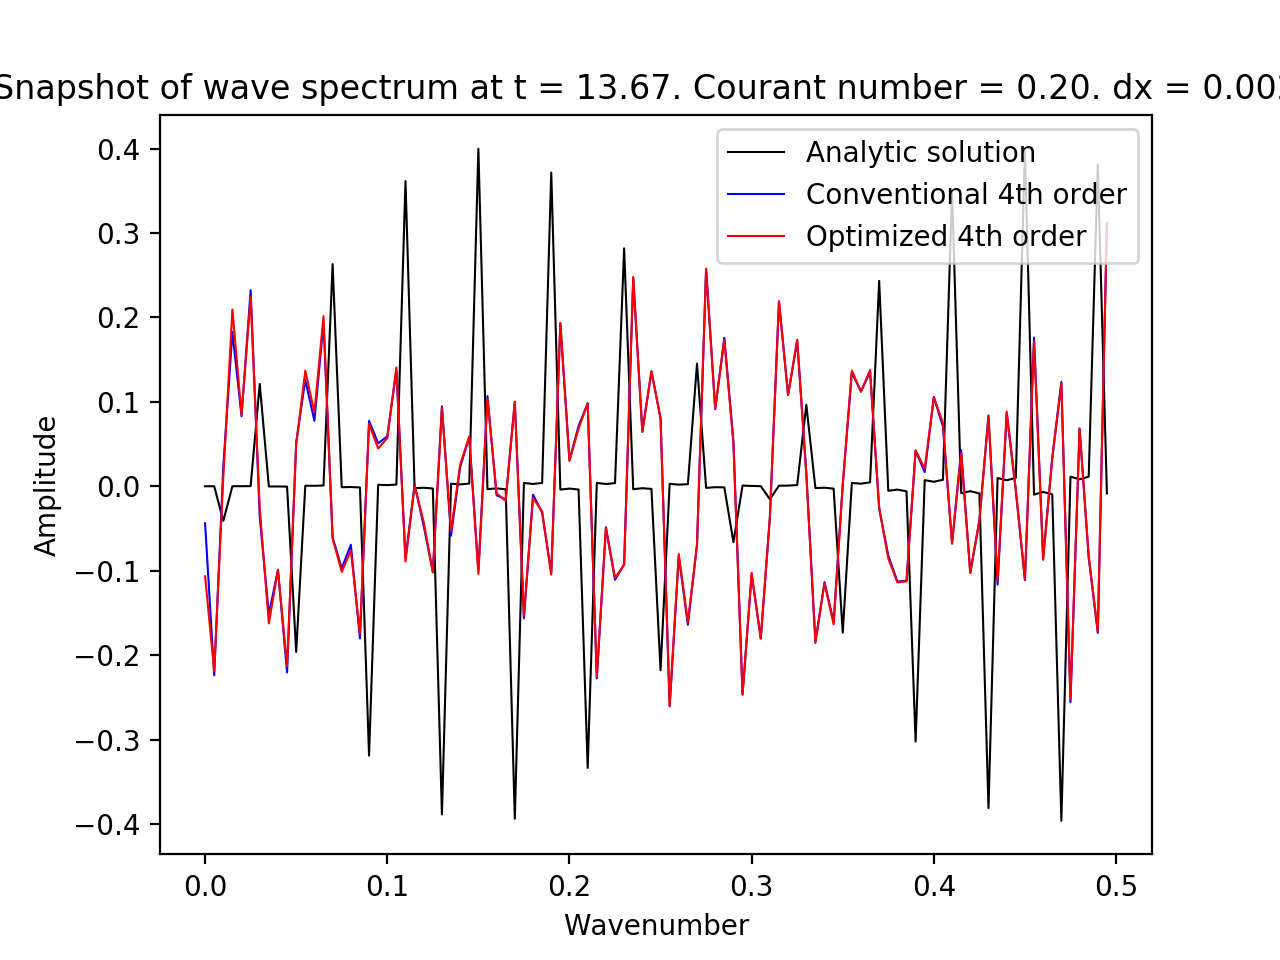 Snapshot of wave spectrum at t = 13.67. Courant number = 0.20. dx =
Analytic solution
Conventional 4th order
Optimized 4th order
Amplitude
0.4
0.3
0.2
0.1
0.0
−0.1
−0.2
−0.3
−0.4
0.0 0.1 0.2 0.3 0.4 0.5
Wavenumber